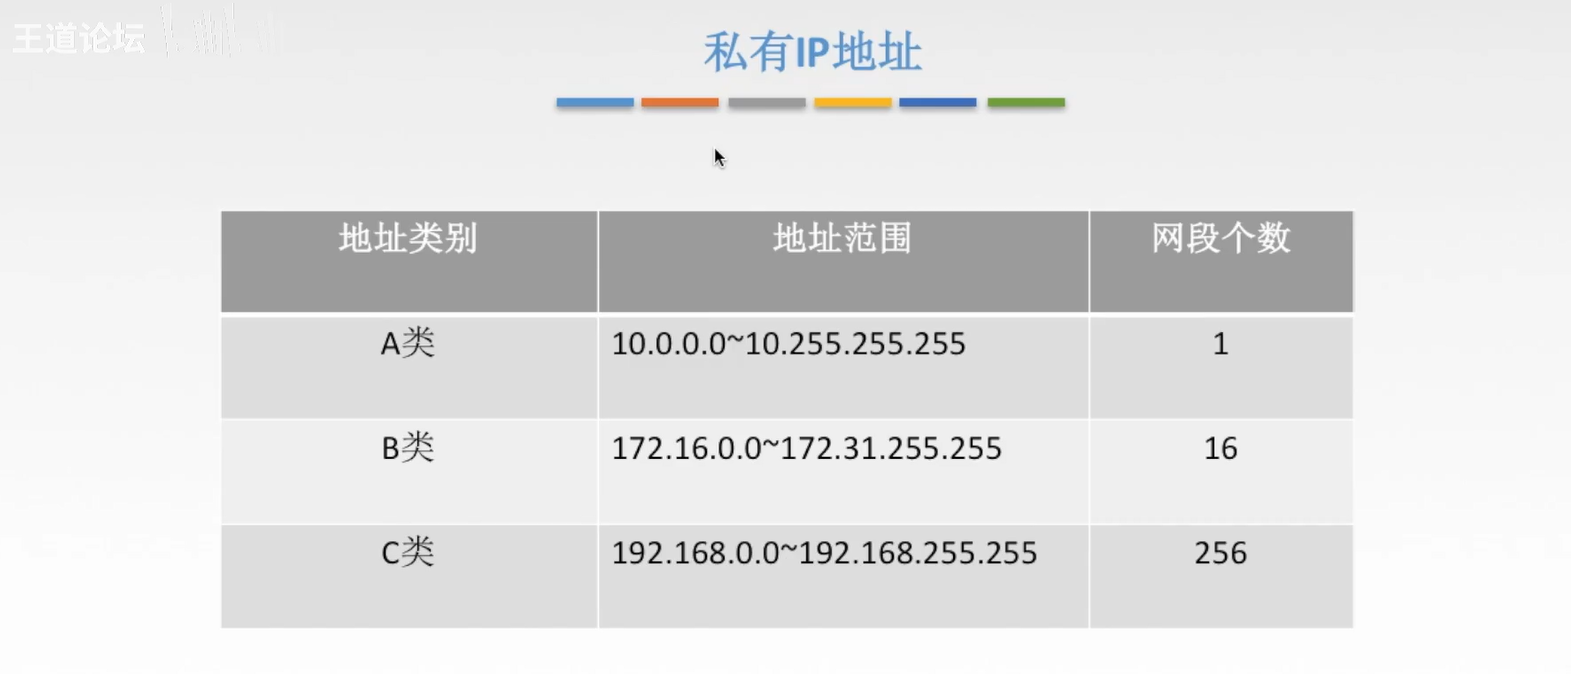 王道论坛
私有IP地址
地址类别 地址范围 网段个数
A类 10.0.0.0~10.255.255.255 1
B类 172.16.0.0~172.31.255.255 16
C类 192.168.0.0~192.168.255.255 256